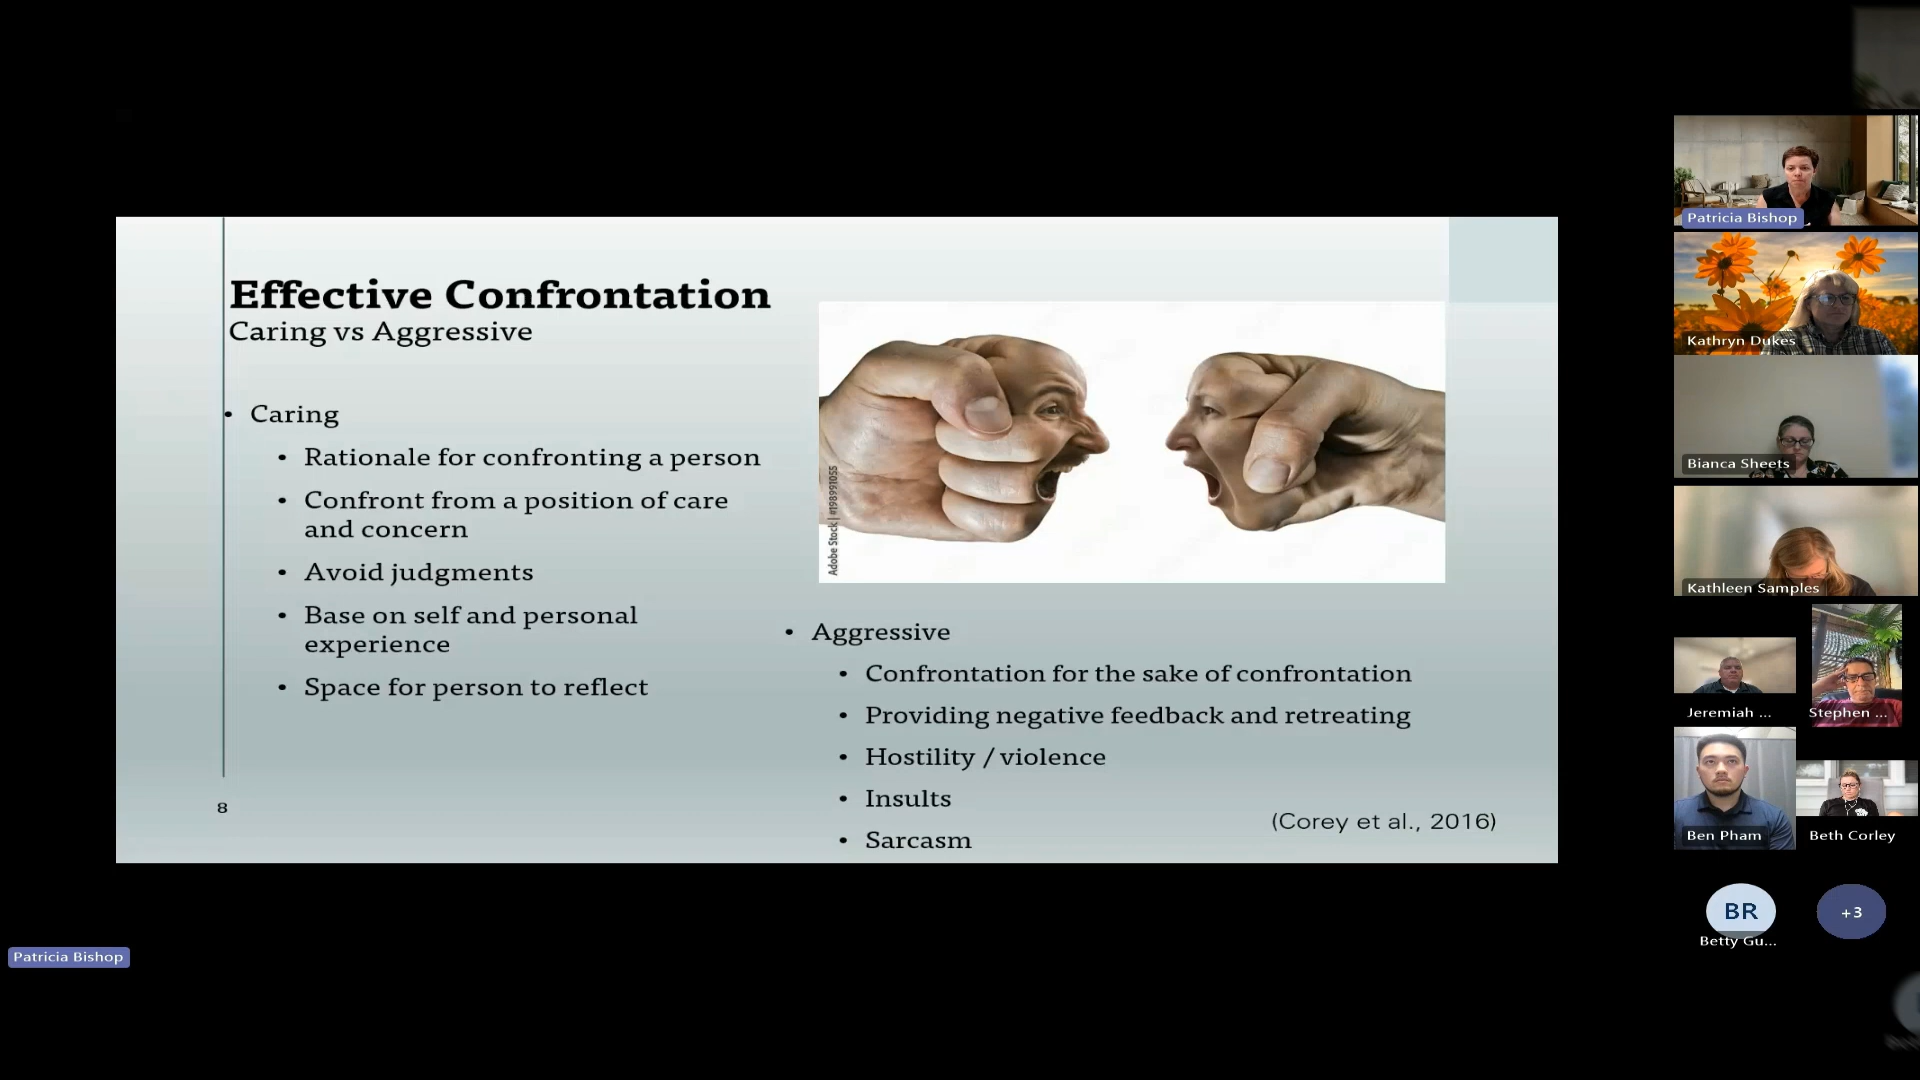 Effective Confrontation
Caring vs Aggressive
• Caring
• Rationale for confronting a person
• Confront from a position of care
and concern
• Avoid judgments
• Base on self and personal
experience
• Space for person to reflect
8
Adobe Stock | #198991055
• Aggressive
• Confrontation for the sake of confrontation
• Providing negative feedback and retreating
• Hostility / violence
• Insults
• Sarcasm
(Corey et al., 2016)
Patricia Bishop
Patricia Bishop
Kathryn Dukes
Bianca Sheets
Kathleen Samples
Jeremiah ...
Stephen ...
Ben Pham
Beth Corley
BR
Betty Gu...
+3